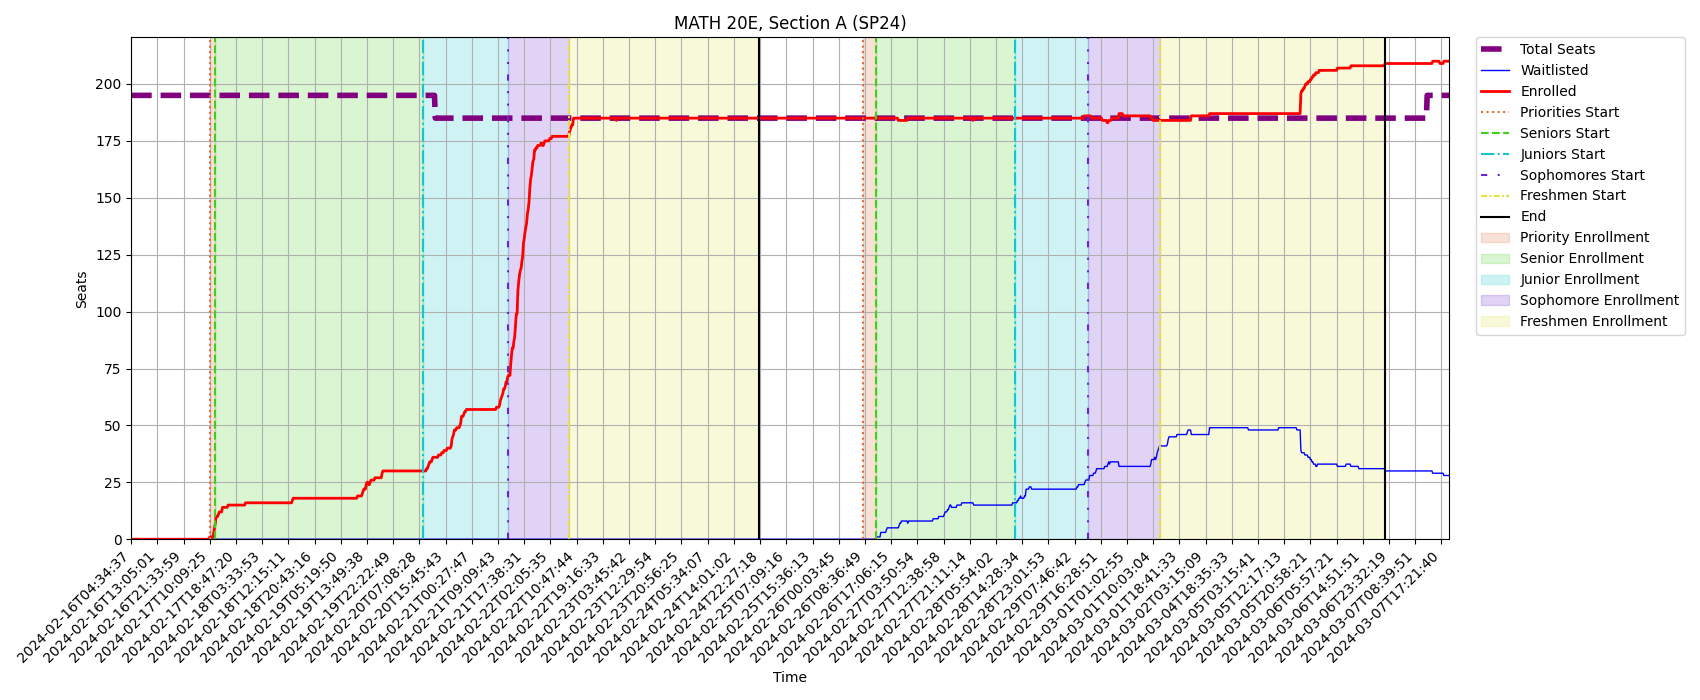 MATH 20E, Section A (SP24)
Seats
200
175
150
125
100
75
50
25
0
2024-02-16T04:34:37
2024-02-16T13:05:01
2024-02-16T21:33:59
2024-02-17T10:09:25
2024-02-17T18:47:20
2024-02-18T03:33:53
2024-02-18T12:15:11
2024-02-18T20:43:16
2024-02-19T05:19:50
2024-02-19T13:49:38
2024-02-19T22:22:49
2024-02-20T07:08:28
2024-02-20T15:45:43
2024-02-21T00:27:47
2024-02-21T09:09:43
2024-02-21T17:38:31
2024-02-22T02:05:35
2024-02-22T10:47:44
2024-02-22T19:16:33
2024-02-23T03:45:42
2024-02-23T12:29:54
2024-02-23T20:56:25
2024-02-24T05:34:07
2024-02-24T14:01:02
2024-02-24T22:27:18
2024-02-25T07:09:16
2024-02-25T15:36:13
2024-02-26T00:03:45
2024-02-26T08:36:49
2024-02-26T17:06:15
2024-02-27T03:50:54
2024-02-27T12:38:58
2024-02-27T21:11:14
2024-02-28T05:54:02
2024-02-28T14:28:34
2024-02-28T23:01:53
2024-02-29T07:46:42
2024-02-29T16:28:51
2024-03-01T01:02:55
2024-03-01T10:03:04
2024-03-01T18:41:33
2024-03-02T03:15:09
2024-03-04T18:35:33
2024-03-05T03:15:41
2024-03-05T12:17:13
2024-03-05T20:58:21
2024-03-06T05:57:21
2024-03-06T14:51:51
2024-03-06T23:32:19
2024-03-07T08:39:51
2024-03-07T17:21:40
Time
Total Seats
Waitlisted
Enrolled
Priorities Start
Seniors Start
Juniors Start
Sophomores Start
Freshmen Start
End
Priority Enrollment
Senior Enrollment
Junior Enrollment
Sophomore Enrollment
Freshmen Enrollment